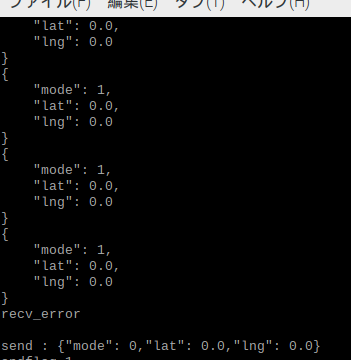 ファイル(F) 編集(E) タブ(T) ヘルプ(H)
"lat": 0.0,
"lng": 0.0
}
{
"mode": 1,
"lat": 0.0,
"lng": 0.0
}
{
"mode": 1,
"lat": 0.0,
"lng": 0.0
}
{
"mode": 1,
"lat": 0.0,
"lng": 0.0
}
recv_error
send : {"mode": 0,"lat": 0.0,"lng": 0.0}